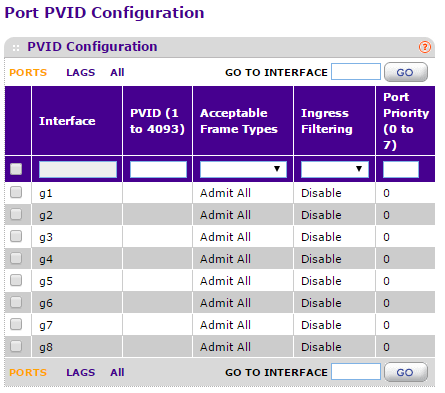 Port PVID Configuration
PVID Configuration ?
PORTS LAGS All GO TO INTERFACE GO
Interface PVID (1 to 4093) Acceptable Frame Types Ingress Filtering Port Priority (0 to 7)
g1 Admit All Disable 0
g2 Admit All Disable 0
g3 Admit All Disable 0
g4 Admit All Disable 0
g5 Admit All Disable 0
g6 Admit All Disable 0
g7 Admit All Disable 0
g8 Admit All Disable 0
PORTS LAGS All GO TO INTERFACE GO